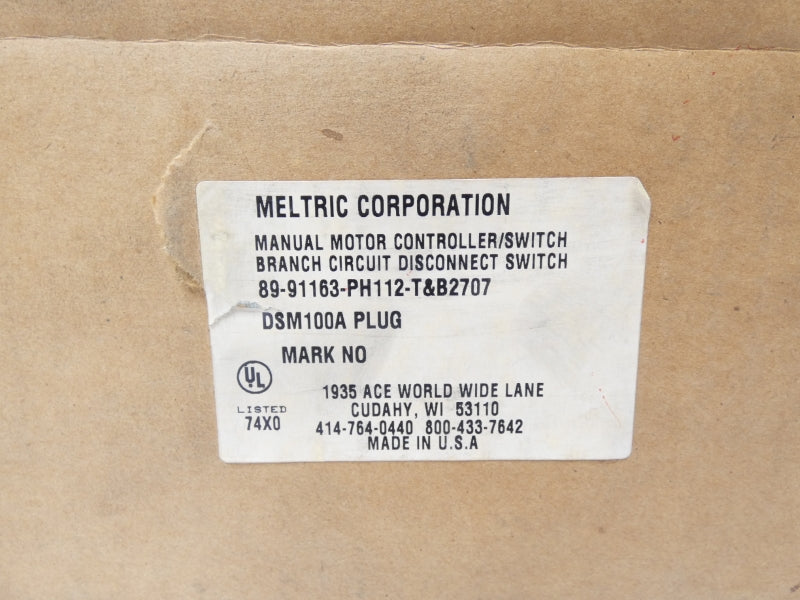 MELTRIC CORPORATION
MANUAL MOTOR CONTROLLER/SWITCH
BRANCH CIRCUIT DISCONNECT SWITCH
89-91163-PH112-T&B2707
DSM100A PLUG
MARK NO
UL
LISTED
74X0
1935 ACE WORLD WIDE LANE
CUDAHY, WI 53110
414-764-0440 800-433-7642
MADE IN U.S.A